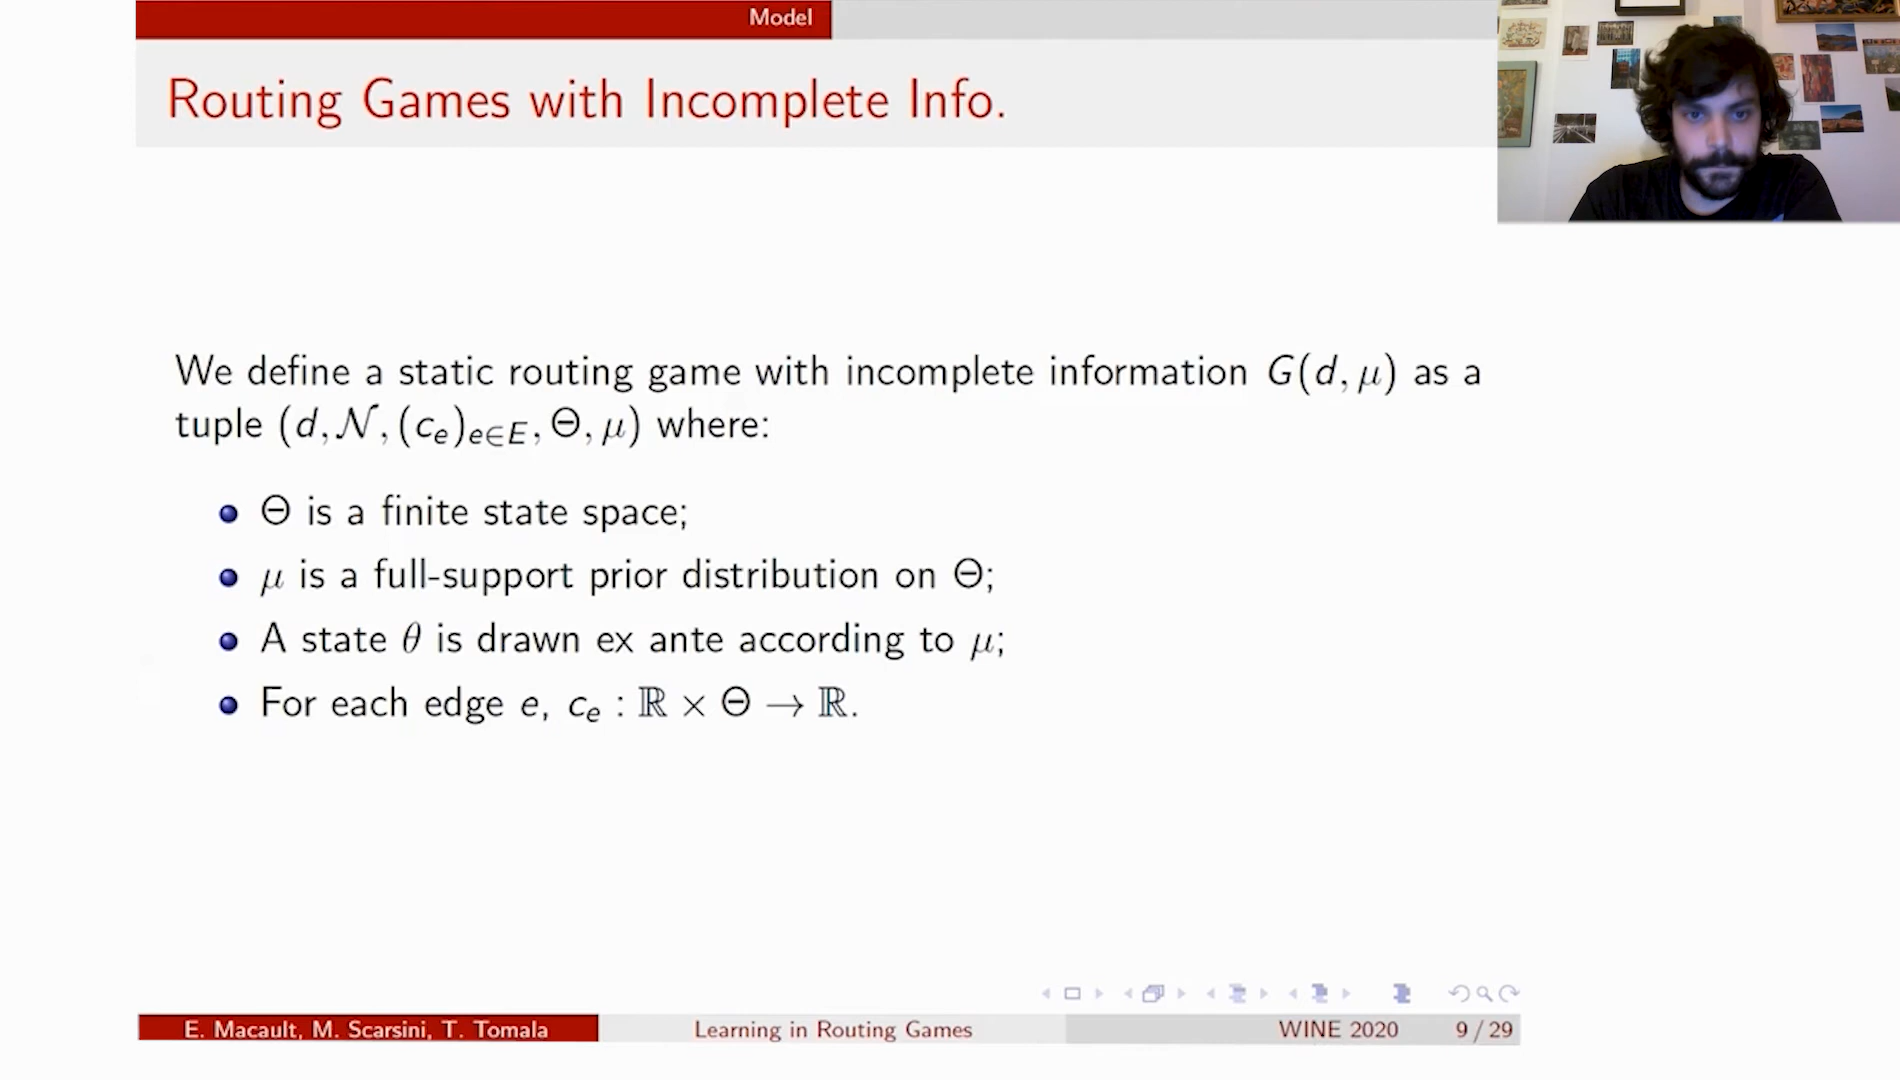 Model
Routing Games with Incomplete Info.
We define a static routing game with incomplete information G(d, μ) as a
tuple (d, 𝒩, (cₑ)ₑ∈E, Θ, μ) where:
Θ is a finite state space;
μ is a full-support prior distribution on Θ;
A state θ is drawn ex ante according to μ;
For each edge e, cₑ : ℝ × Θ → ℝ.
E. Macault, M. Scarsini, T. Tomala
Learning in Routing Games
WINE 2020
9 / 29